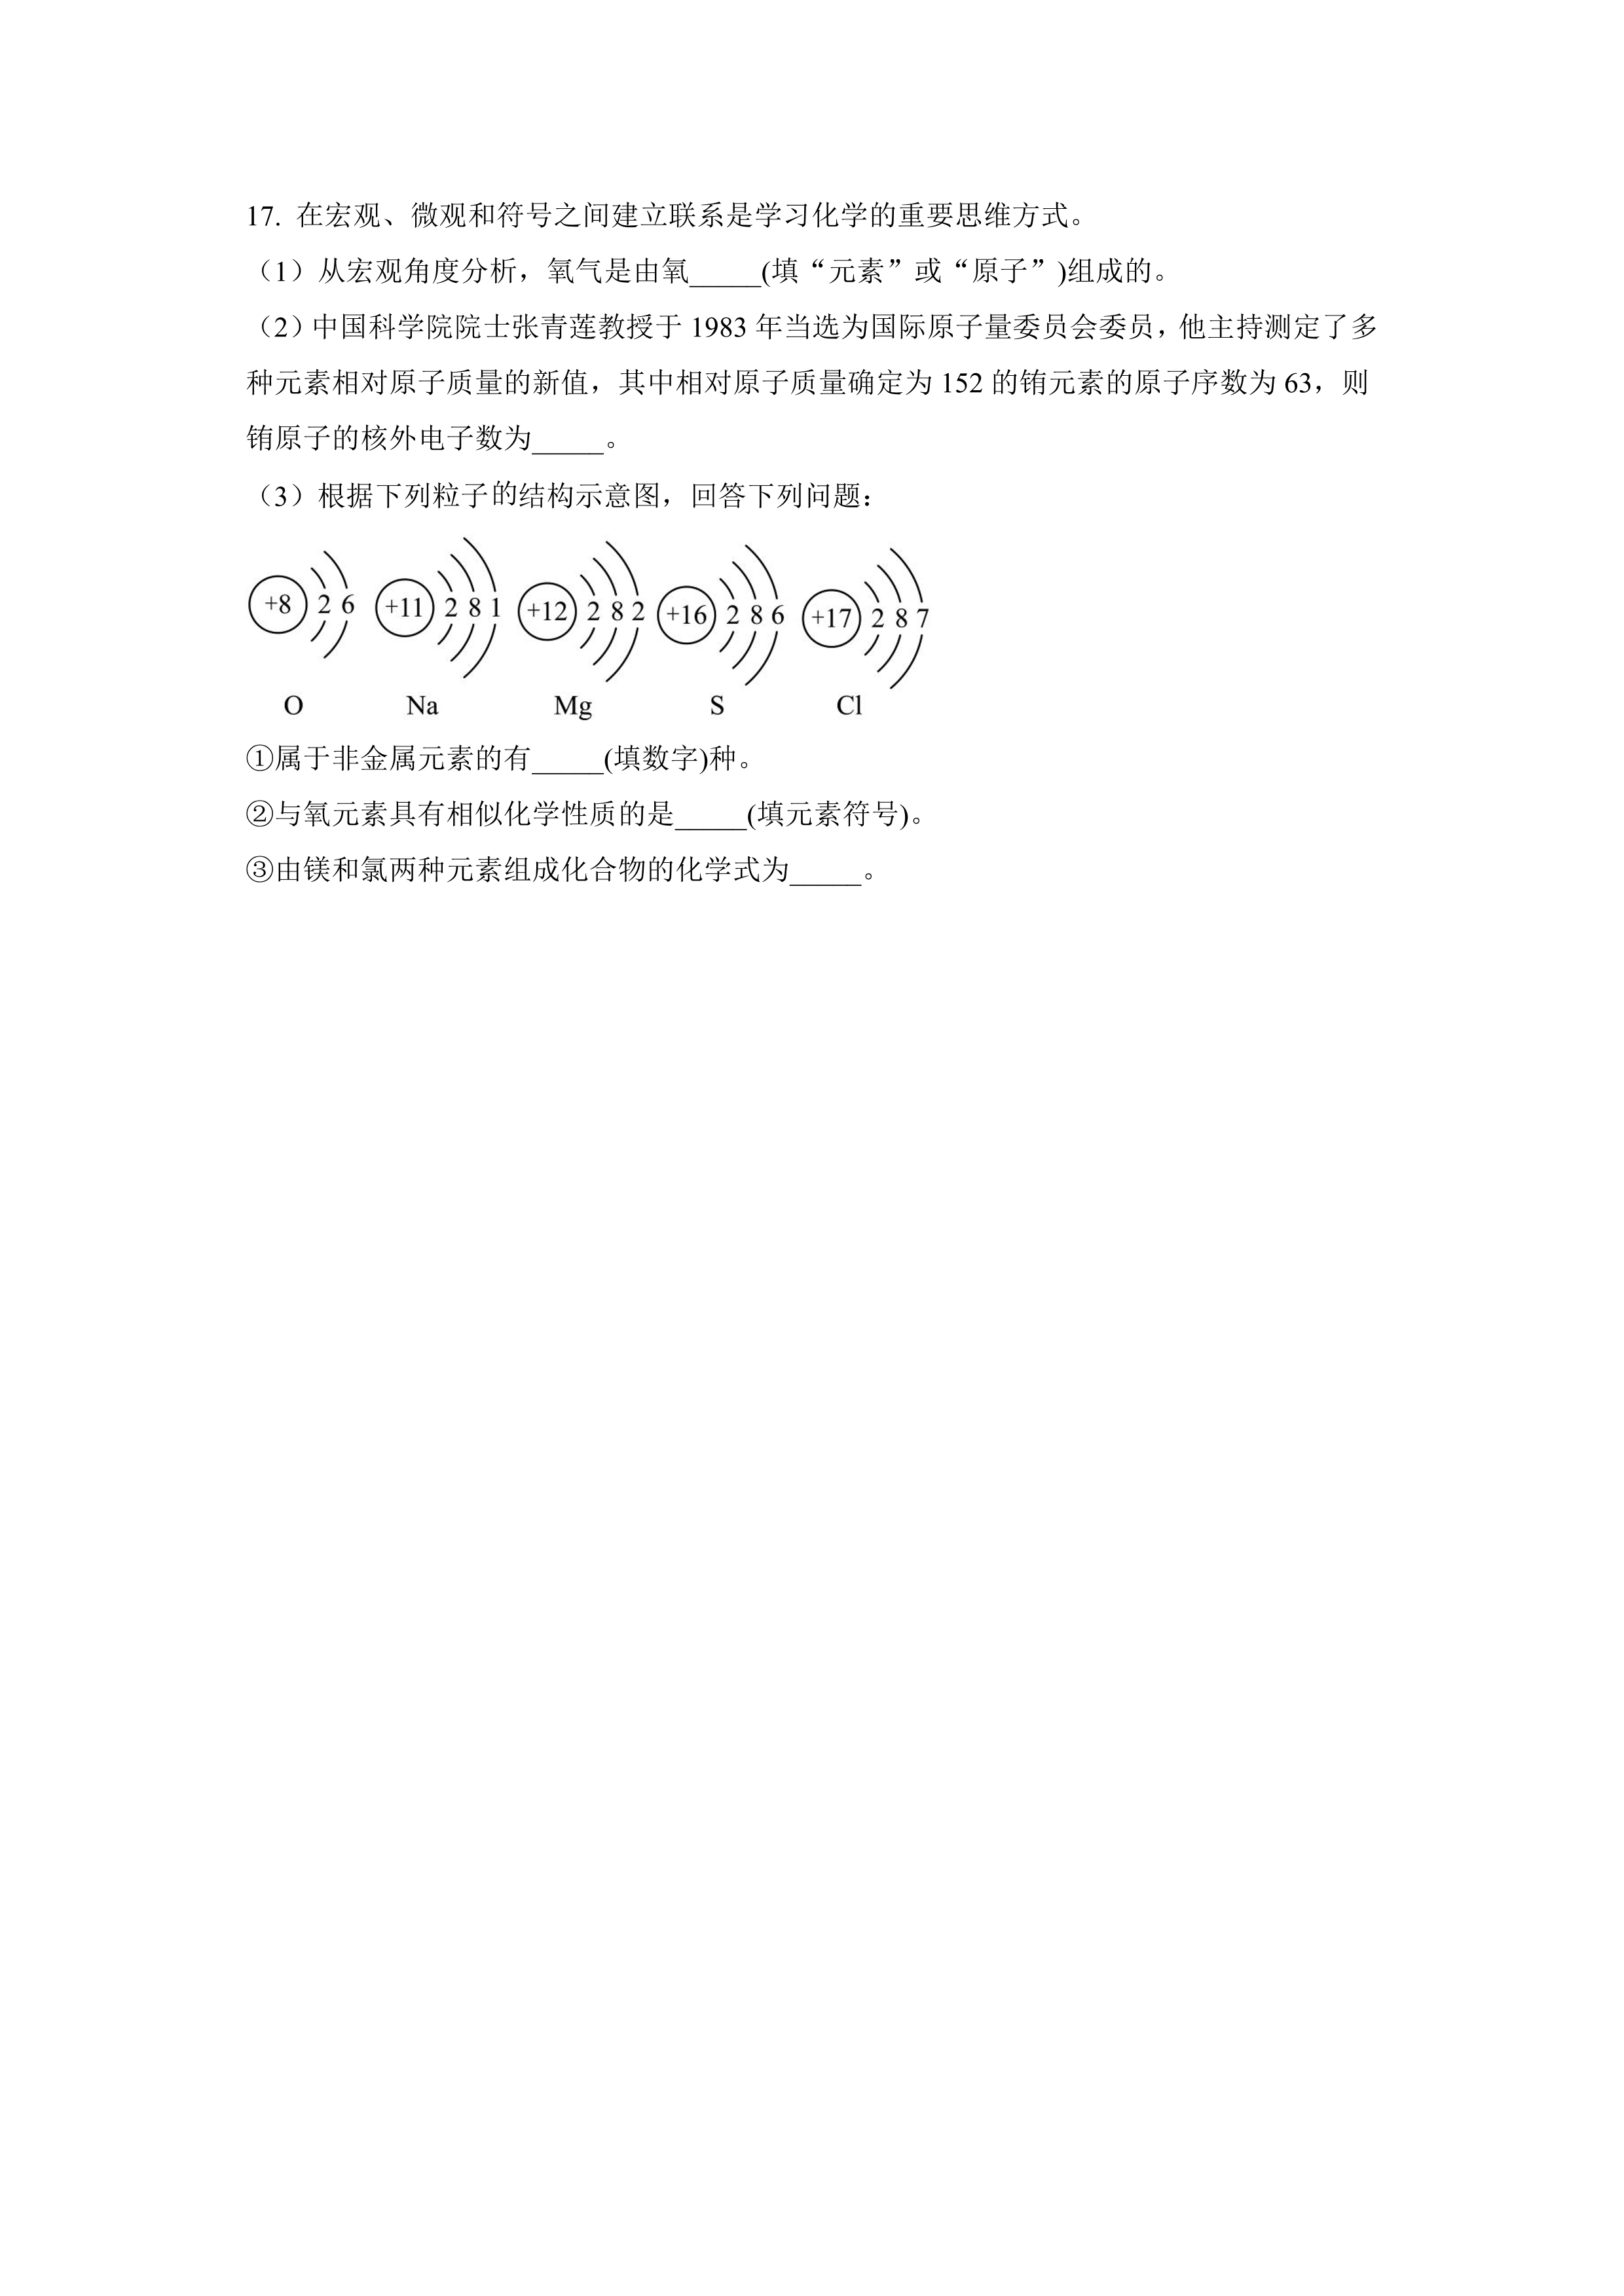 17. 在宏观、微观和符号之间建立联系是学习化学的重要思维方式。
（1）从宏观角度分析，氧气是由氧_____(填“元素”或“原子”)组成的。
（2）中国科学院院士张青莲教授于 1983 年当选为国际原子量委员会委员，他主持测定了多
种元素相对原子质量的新值，其中相对原子质量确定为 152 的铕元素的原子序数为 63，则
铕原子的核外电子数为_____。
（3）根据下列粒子的结构示意图，回答下列问题：
+8 2 6 +11 2 8 1 +12 2 8 2 +16 2 8 6 +17 2 8 7
O Na Mg S Cl
①属于非金属元素的有_____(填数字)种。
②与氧元素具有相似化学性质的是_____(填元素符号)。
③由镁和氯两种元素组成化合物的化学式为_____。